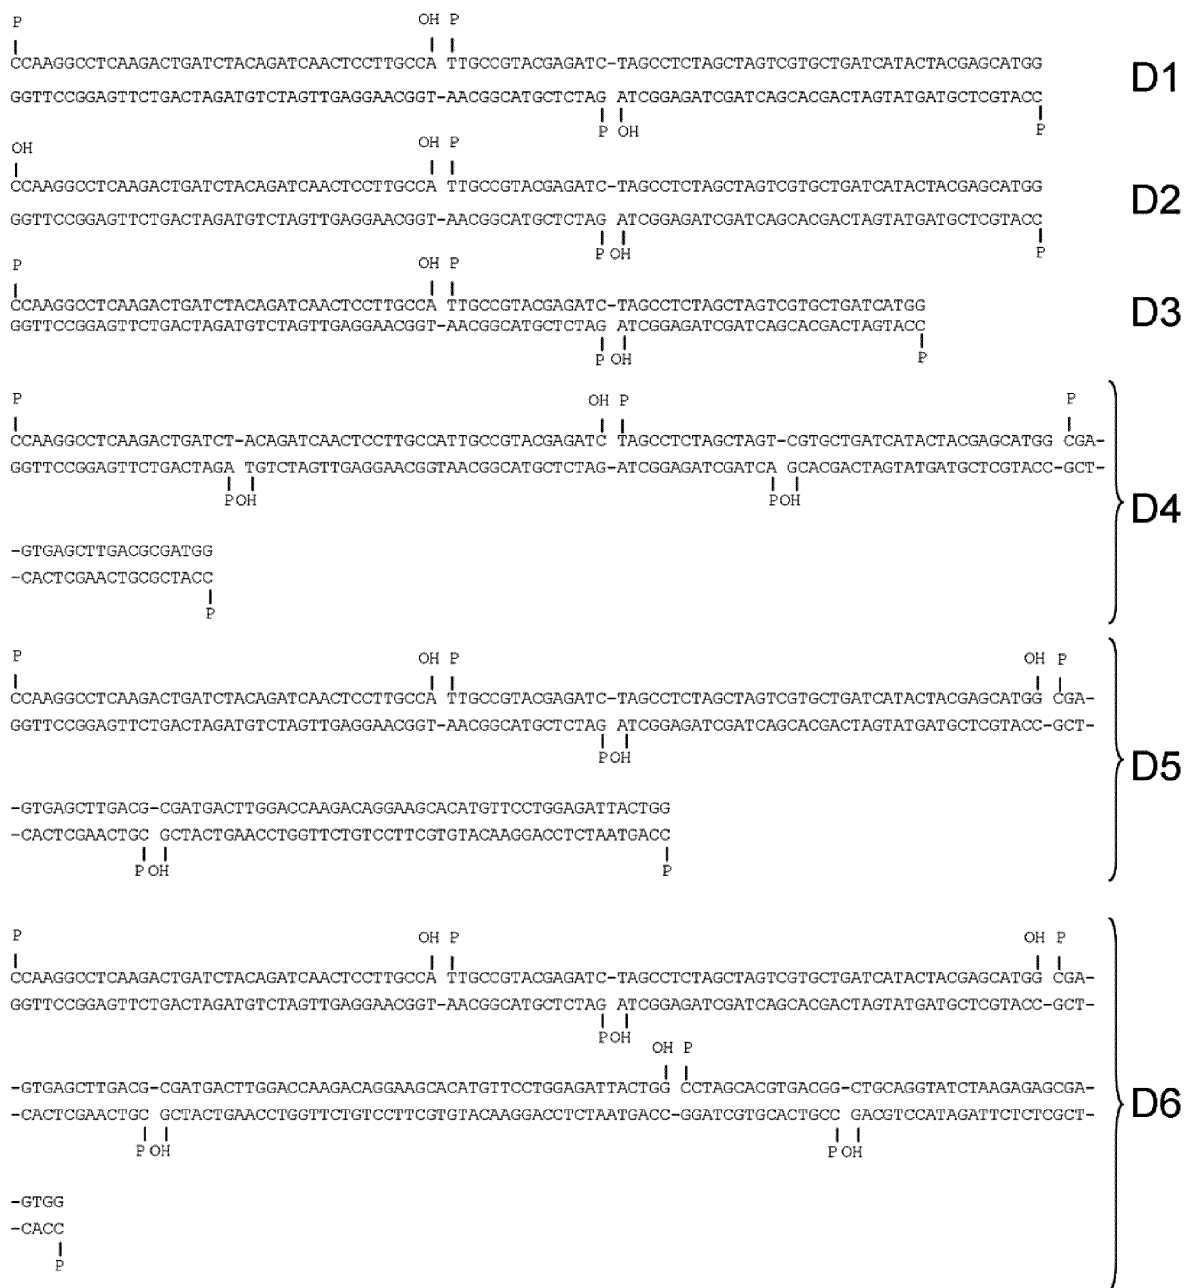 P OH P
CCAAGGCCTCAAGACTGATCTACAGATCAACTCCTTGCCA TTGCCGTACGAGATC-TAGCCTCTAGCTAGTCGTGCTGATCATACTACGAGCATGG
D1
GGTTCCGGAGTTCTGACTAGATGTCTAGTTGAGGAACGGT-AACGGCATGCTCTAG ATCGGAGATCGATCAGCACGACTAGTATGATGCTCGTACC
P OH P
OH OH P
CCAAGGCCTCAAGACTGATCTACAGATCAACTCCTTGCCA TTGCCGTACGAGATC-TAGCCTCTAGCTAGTCGTGCTGATCATACTACGAGCATGG
D2
GGTTCCGGAGTTCTGACTAGATGTCTAGTTGAGGAACGGT-AACGGCATGCTCTAG ATCGGAGATCGATCAGCACGACTAGTATGATGCTCGTACC
P OH P
P OH P
CCAAGGCCTCAAGACTGATCTACAGATCAACTCCTTGCCA TTGCCGTACGAGATC-TAGCCTCTAGCTAGTCGTGCTGATCATGG
D3
GGTTCCGGAGTTCTGACTAGATGTCTAGTTGAGGAACGGT-AACGGCATGCTCTAG ATCGGAGATCGATCAGCACGACTAGTACC
P OH P
P OH P P
CCAAGGCCTCAAGACTGATCT-ACAGATCAACTCCTTGCCATTGCCGTACGAGATC TAGCCTCTAGCTAGT-CGTGCTGATCATACTACGAGCATGG CGA-
GGTTCCGGAGTTCTGACTAGA TGTCTAGTTGAGGAACGGTAACGGCATGCTCTAG-ATCGGAGATCGATCA GCACGACTAGTATGATGCTCGTACC-GCT-
P OH P OH
D4
-GTGAGCTTGACGCGATGG
-CACTCGAACTGCGCTACC
P
P OH P OH P
CCAAGGCCTCAAGACTGATCTACAGATCAACTCCTTGCCA TTGCCGTACGAGATC-TAGCCTCTAGCTAGTCGTGCTGATCATACTACGAGCATGG CGA-
GGTTCCGGAGTTCTGACTAGATGTCTAGTTGAGGAACGGT-AACGGCATGCTCTAG ATCGGAGATCGATCAGCACGACTAGTATGATGCTCGTACC-GCT-
P OH
D5
-GTGAGCTTGACG-CGATGACTTGGACCAAGACAGGAAGCACATGTTCCTGGAGATTACTGG
-CACTCGAACTGC GCTACTGAACCTGGTTCTGTCCTTCGTGTACAAGGACCTCTAATGACC
P OH P
P OH P OH P
CCAAGGCCTCAAGACTGATCTACAGATCAACTCCTTGCCA TTGCCGTACGAGATC-TAGCCTCTAGCTAGTCGTGCTGATCATACTACGAGCATGG CGA-
GGTTCCGGAGTTCTGACTAGATGTCTAGTTGAGGAACGGT-AACGGCATGCTCTAG ATCGGAGATCGATCAGCACGACTAGTATGATGCTCGTACC-GCT-
P OH
OH P
-GTGAGCTTGACG-CGATGACTTGGACCAAGACAGGAAGCACATGTTCCTGGAGATTACTGG CCTAGCACGTGACGG-CTGCAGGTATCTAAGAGAGCGA-
D6
-CACTCGAACTGC GCTACTGAACCTGGTTCTGTCCTTCGTGTACAAGGACCTCTAATGACC-GGATCGTGCACTGCC GACGTCCATAGATTCTCTCGCT-
P OH P OH
-GTGG
-CACC
P